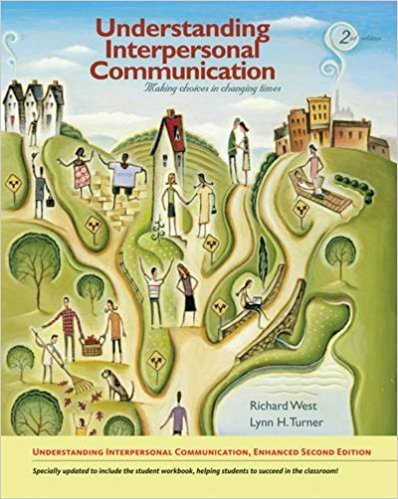 Understanding
Interpersonal
Communication
Making choices in changing times
2nd edition
Richard West
Lynn H. Turner
UNDERSTANDING INTERPERSONAL COMMUNICATION, ENHANCED SECOND EDITION
Specially updated to include the student workbook, helping students to succeed in the classroom!